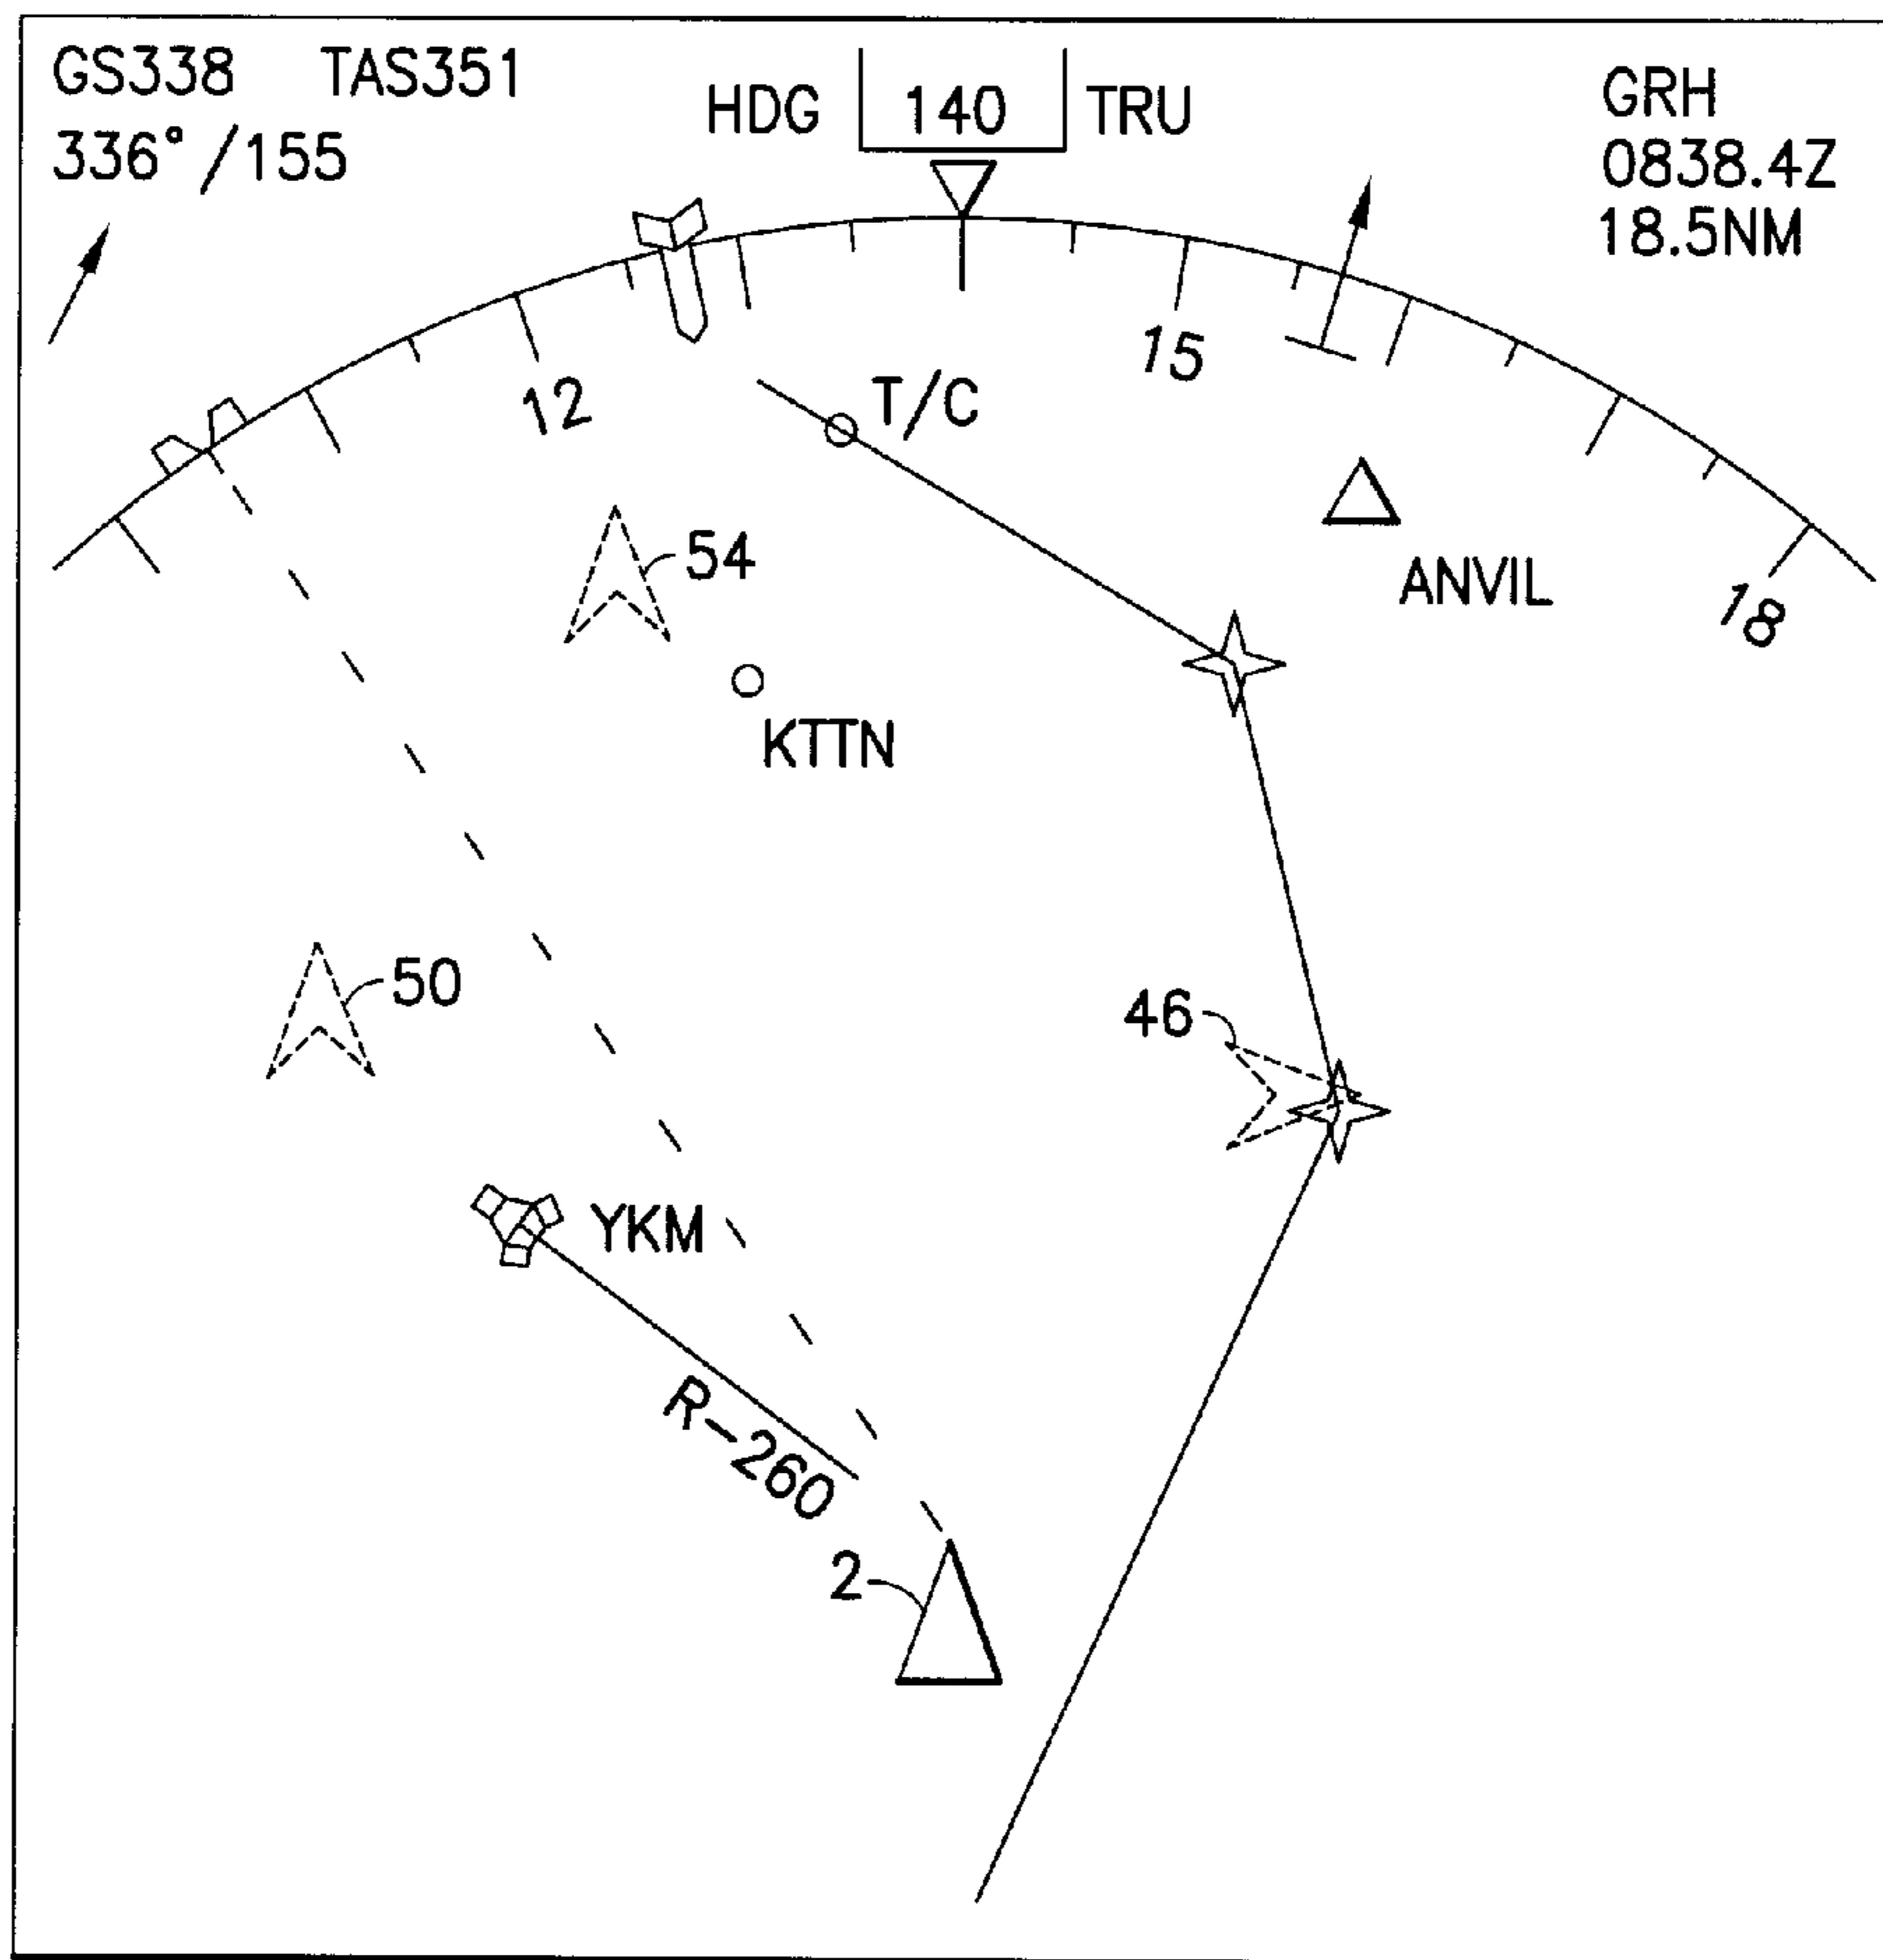 GS338 TAS351
336°/155
HDG 140 TRU
GRH
0838.4Z
18.5NM
12
15
18
T/C
ANVIL
54
KTTN
50
46
YKM
R-260
2